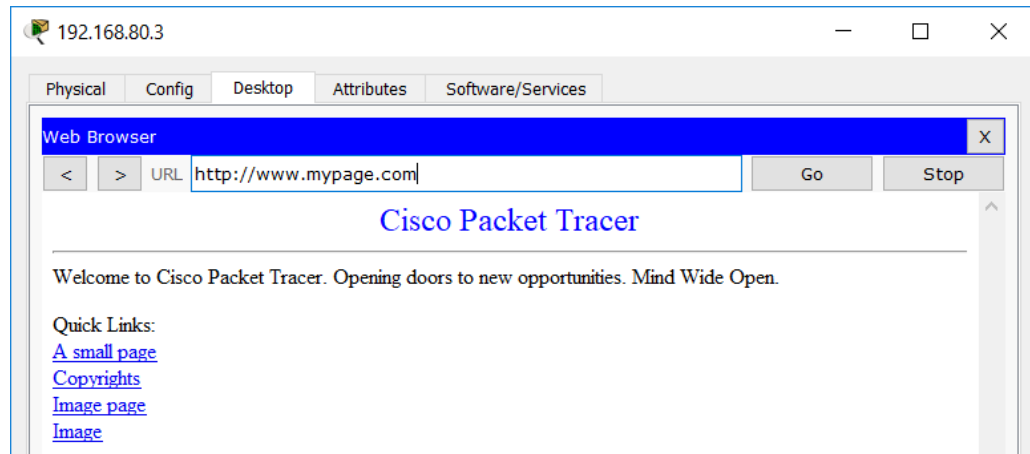 192.168.80.3
Physical Config Desktop Attributes Software/Services
Web Browser X
< > URL http://www.mypage.com Go Stop
Cisco Packet Tracer
Welcome to Cisco Packet Tracer. Opening doors to new opportunities. Mind Wide Open.
Quick Links:
A small page
Copyrights
Image page
Image